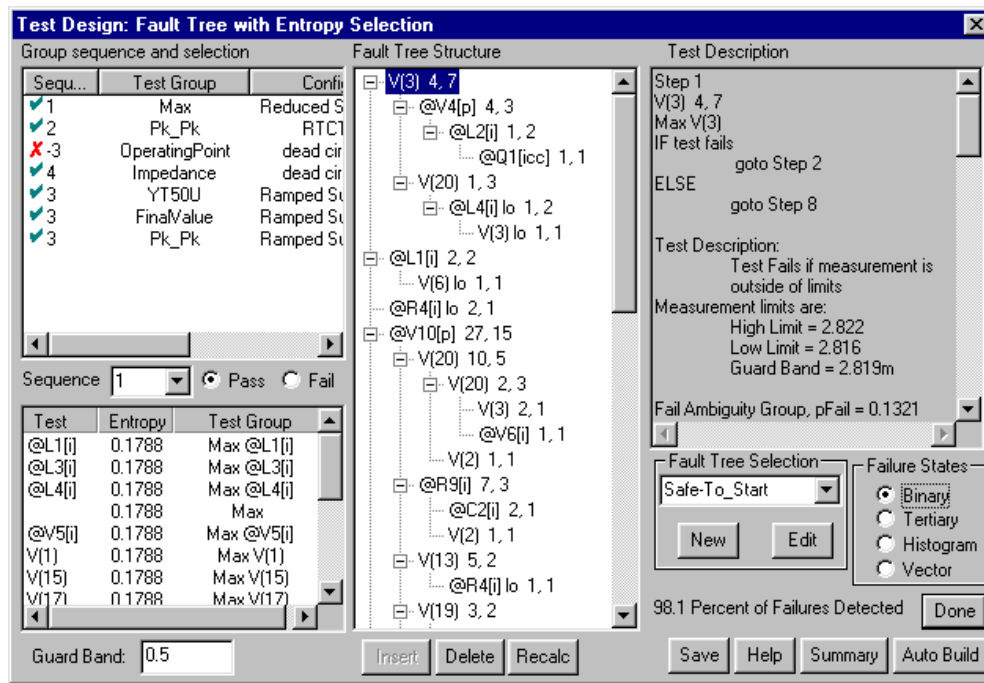 Test Design: Fault Tree with Entropy Selection
Group sequence and selection
Sequ... Test Group Config
1 Max Reduced S
2 Pk_Pk RTCT
-3 OperatingPoint dead cir
4 Impedance dead cir
3 YT50U Ramped Su
3 FinalValue Ramped Su
3 Pk_Pk Ramped Su
Sequence 1 Pass Fail
Test Entropy Test Group
@L1[i] 0.1788 Max @L1[i]
@L3[i] 0.1788 Max @L3[i]
@L4[i] 0.1788 Max @L4[i]
0.1788 Max
@V5[i] 0.1788 Max @V5[i]
V(1) 0.1788 Max V(1)
V(15) 0.1788 Max V(15)
V(17) 0.1788 Max V(17)
Guard Band: 0.5
Fault Tree Structure
V(3) 4, 7
@V4[p] 4, 3
@L2[i] 1, 2
@Q1[icc] 1, 1
V(20) 1, 3
@L4[i] lo 1, 2
V(3) lo 1, 1
@L1[i] 2, 2
V(6) lo 1, 1
@R4[i] lo 2, 1
@V10[p] 27, 15
V(20) 10, 5
V(20) 2, 3
V(3) 2, 1
@V6[i] 1, 1
V(2) 1, 1
@R9[i] 7, 3
@C2[i] 2, 1
V(2) 1, 1
V(13) 5, 2
@R4[i] lo 1, 1
V(19) 3, 2
Insert Delete Recalc
Test Description
Step 1
V(3) 4, 7
Max V(3)
IF test fails
goto Step 2
ELSE
goto Step 8
Test Description:
Test Fails if measurement is
outside of limits
Measurement limits are:
High Limit = 2.822
Low Limit = 2.816
Guard Band = 2.819m
Fail Ambiguity Group, pFail = 0.1321
Fault Tree Selection
Safe-To_Start
New Edit
Failure States
Binary
Tertiary
Histogram
Vector
98.1 Percent of Failures Detected
Done
Save Help Summary Auto Build